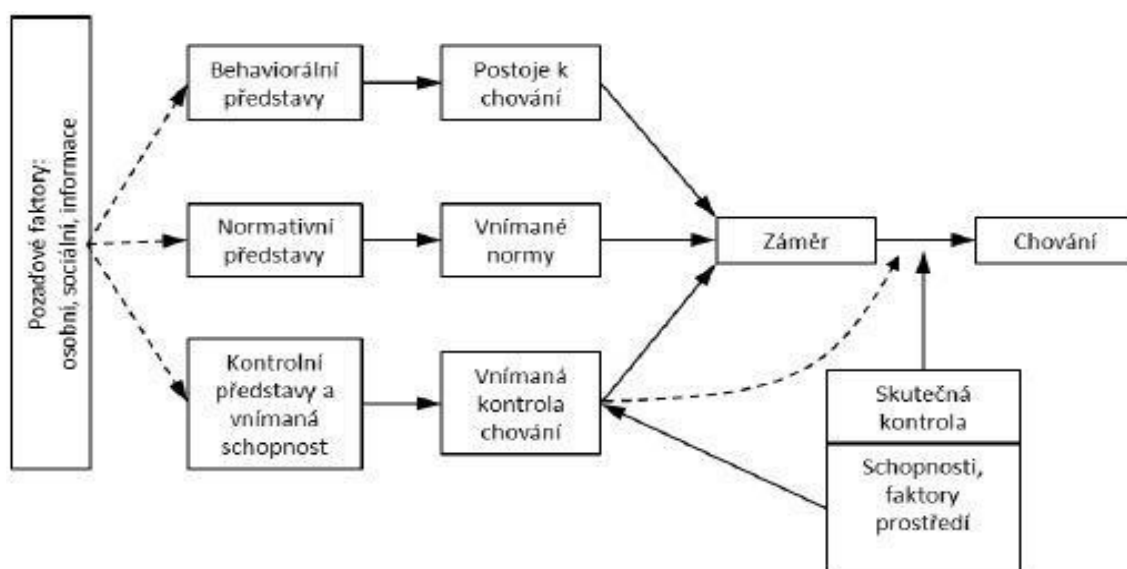 Pozaďové faktory:
osobní, sociální, informace
Behaviorální
představy
Postoje k
chování
Normativní
představy
Vnímané
normy
Záměr
Chování
Kontrolní
představy a
vnímaná
schopnost
Vnímaná
kontrola
chování
Skutečná
kontrola
Schopnosti,
faktory
prostředí